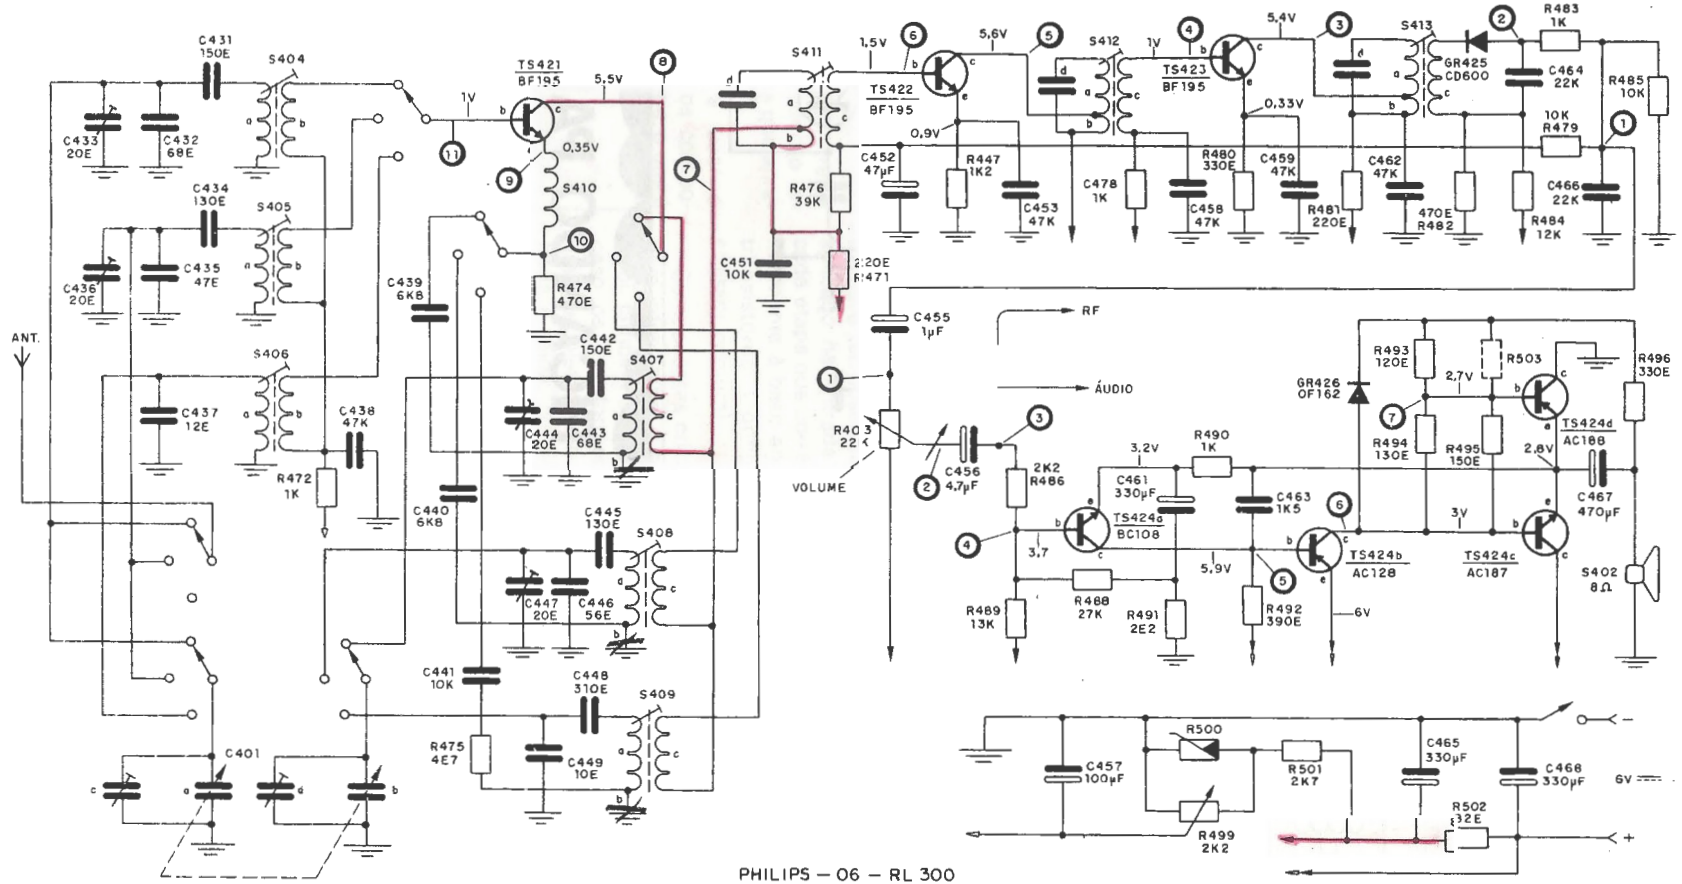 C431
150E
S404
C433
20E
C432
68E
a
b
C434
130E
S405
C436
20E
C435
47E
a
b
ANT.
S406
C437
12E
a
b
C438
47K
R472
1K
C401
c
a
d
b
1V
11
TS421
BF195
b
c
5,5V
8
0,35V
9
S410
10
R474
470E
C439
6K8
C442
150E
S407
C444
20E
C443
68E
a
c
b
C440
6K8
C445
130E
S408
C447
20E
C446
56E
a
c
b
C441
10K
C448
310E
S409
R475
4E7
C449
10E
a
c
b
7
S411
d
a
b
c
R476
39K
C451
10K
220E
R471
1,5V
6
TS422
BF195
b
c
e
5,6V
5
0,9V
C452
47µF
R447
1K2
C453
47K
S412
d
a
b
c
1V
4
TS423
BF195
b
c
e
5,4V
3
0,33V
C478
1K
C458
47K
R480
330E
C459
47K
S413
d
a
b
c
2
GR425
CD600
R483
1K
C464
22K
R485
10K
10K
R479
1
R481
220E
C462
47K
470E
R482
R484
12K
C466
22K
C455
1µF
RF
ÁUDIO
1
R403
22K
VOLUME
2
C456
4,7µF
3
2K2
R486
4
3,7
b
c
TS424a
BC108
3,2V
C461
330µF
R490
1K
C463
1K5
5,9V
5
R489
13K
R488
27K
R491
2E2
R492
390E
6
b
c
e
TS424b
AC128
6V
GR426
OF162
R493
120E
R503
2,7V
7
R494
130E
R495
150E
b
c
TS424d
AC188
2,8V
3V
e
b
c
TS424c
AC187
C467
470µF
R496
330E
S402
8Ω
C457
100µF
R500
R501
2K7
R499
2K2
C465
330µF
R502
C468
330µF
6V
−
+
PHILIPS – 06 – RL 300